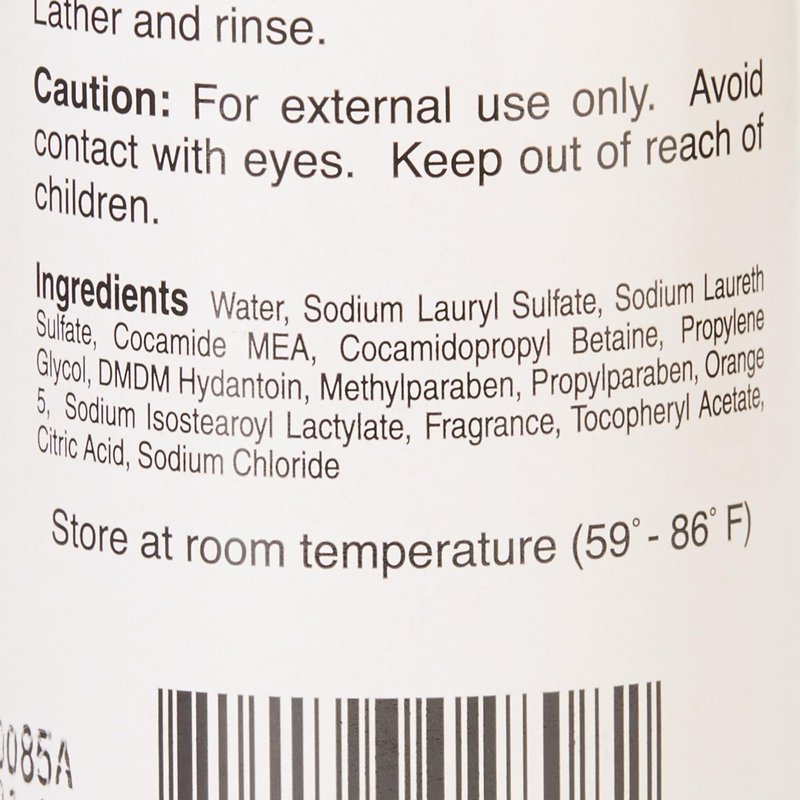 Lather and rinse.
Caution: For external use only. Avoid
contact with eyes. Keep out of reach of
children.
Ingredients Water, Sodium Lauryl Sulfate, Sodium Laureth
Sulfate, Cocamide MEA, Cocamidopropyl Betaine, Propylene
Glycol, DMDM Hydantoin, Methylparaben, Propylparaben, Orange
5, Sodium Isostearoyl Lactylate, Fragrance, Tocopheryl Acetate,
Citric Acid, Sodium Chloride
Store at room temperature (59° - 86° F)
0085A